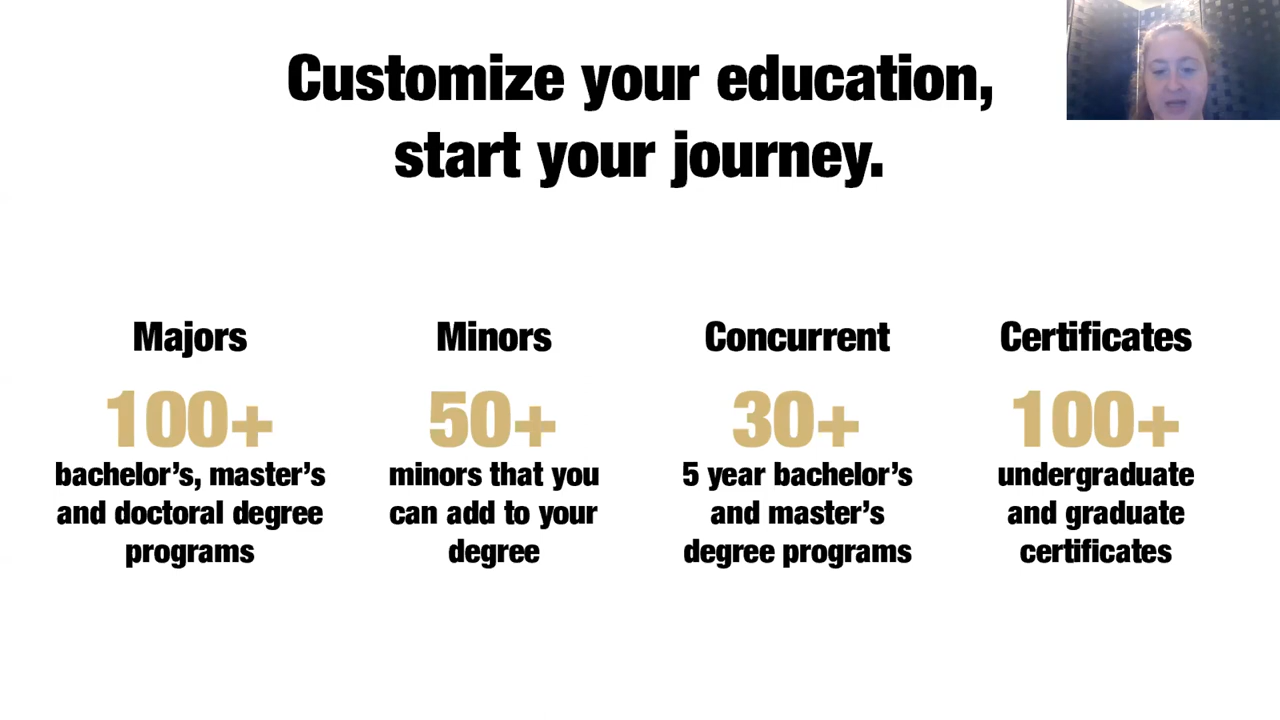 Customize your education,
start your journey.
Majors
100+
bachelor’s, master’s
and doctoral degree
programs
Minors
50+
minors that you
can add to your
degree
Concurrent
30+
5 year bachelor’s
and master’s
degree programs
Certificates
100+
undergraduate
and graduate
certificates